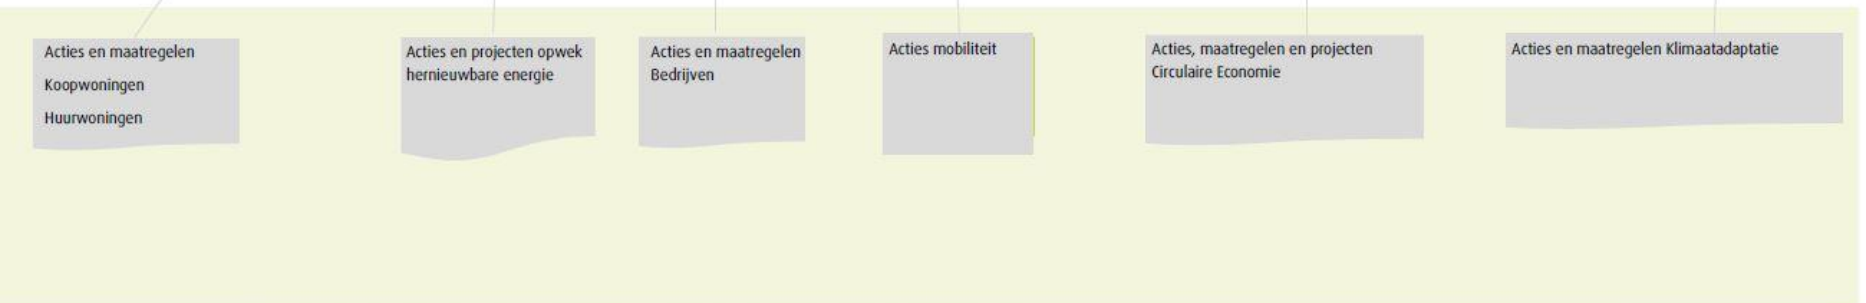 Acties en maatregelen
Koopwoningen
Huurwoningen
Acties en projecten opwek
hernieuwbare energie
Acties en maatregelen
Bedrijven
Acties mobiliteit
Acties, maatregelen en projecten
Circulaire Economie
Acties en maatregelen Klimaatadaptatie